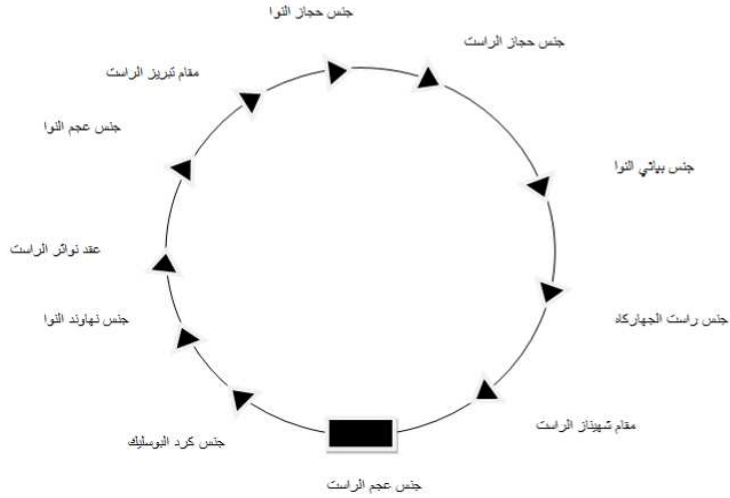 جنس حجاز النوا
جنس حجاز الراست
مقام تبريز الراست
جنس عجم النوا
جنس بياتي النوا
عقد نواثر الراست
جنس نهاوند النوا
جنس راست الجهاركاه
مقام شهيناز الراست
جنس كرد البوسليك
جنس عجم الراست